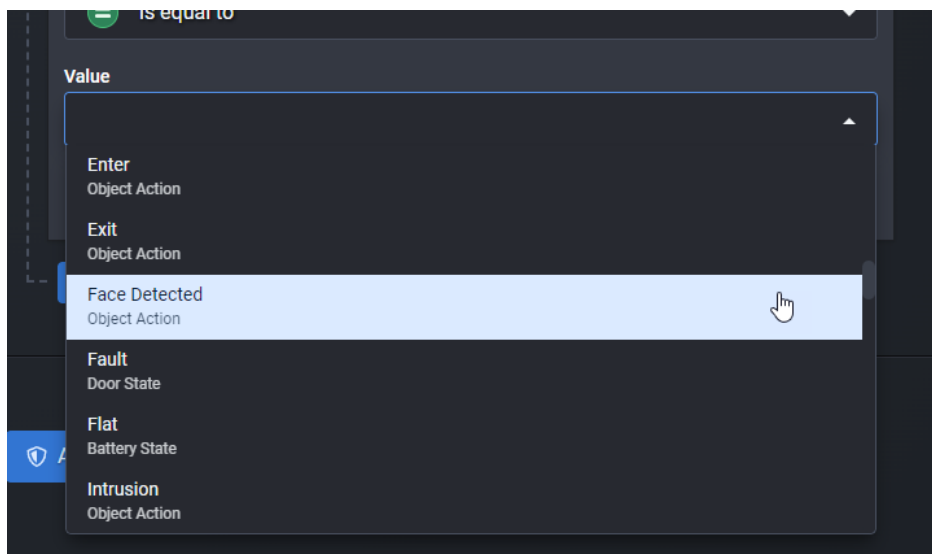 is equal to
Value
Enter
Object Action
Exit
Object Action
Face Detected
Object Action
Fault
Door State
Flat
Battery State
A
Intrusion
Object Action